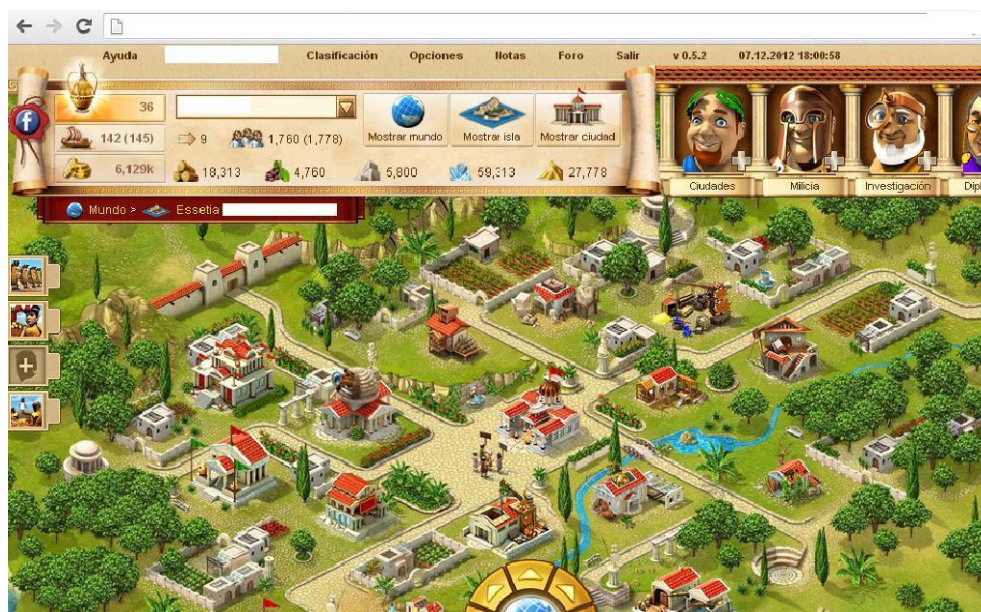 Ayuda Clasificación Opciones Notas Foro Salir v 0.5.2 07.12.2012 18:00:58
36
142 (145) 9 1,760 (1,778) Mostrar mundo Mostrar isla Mostrar ciudad
6,129k 18,313 4,760 5,800 59,313 27,778
Ciudades Milicia Investigación Dipl
Mundo > Essetia
f